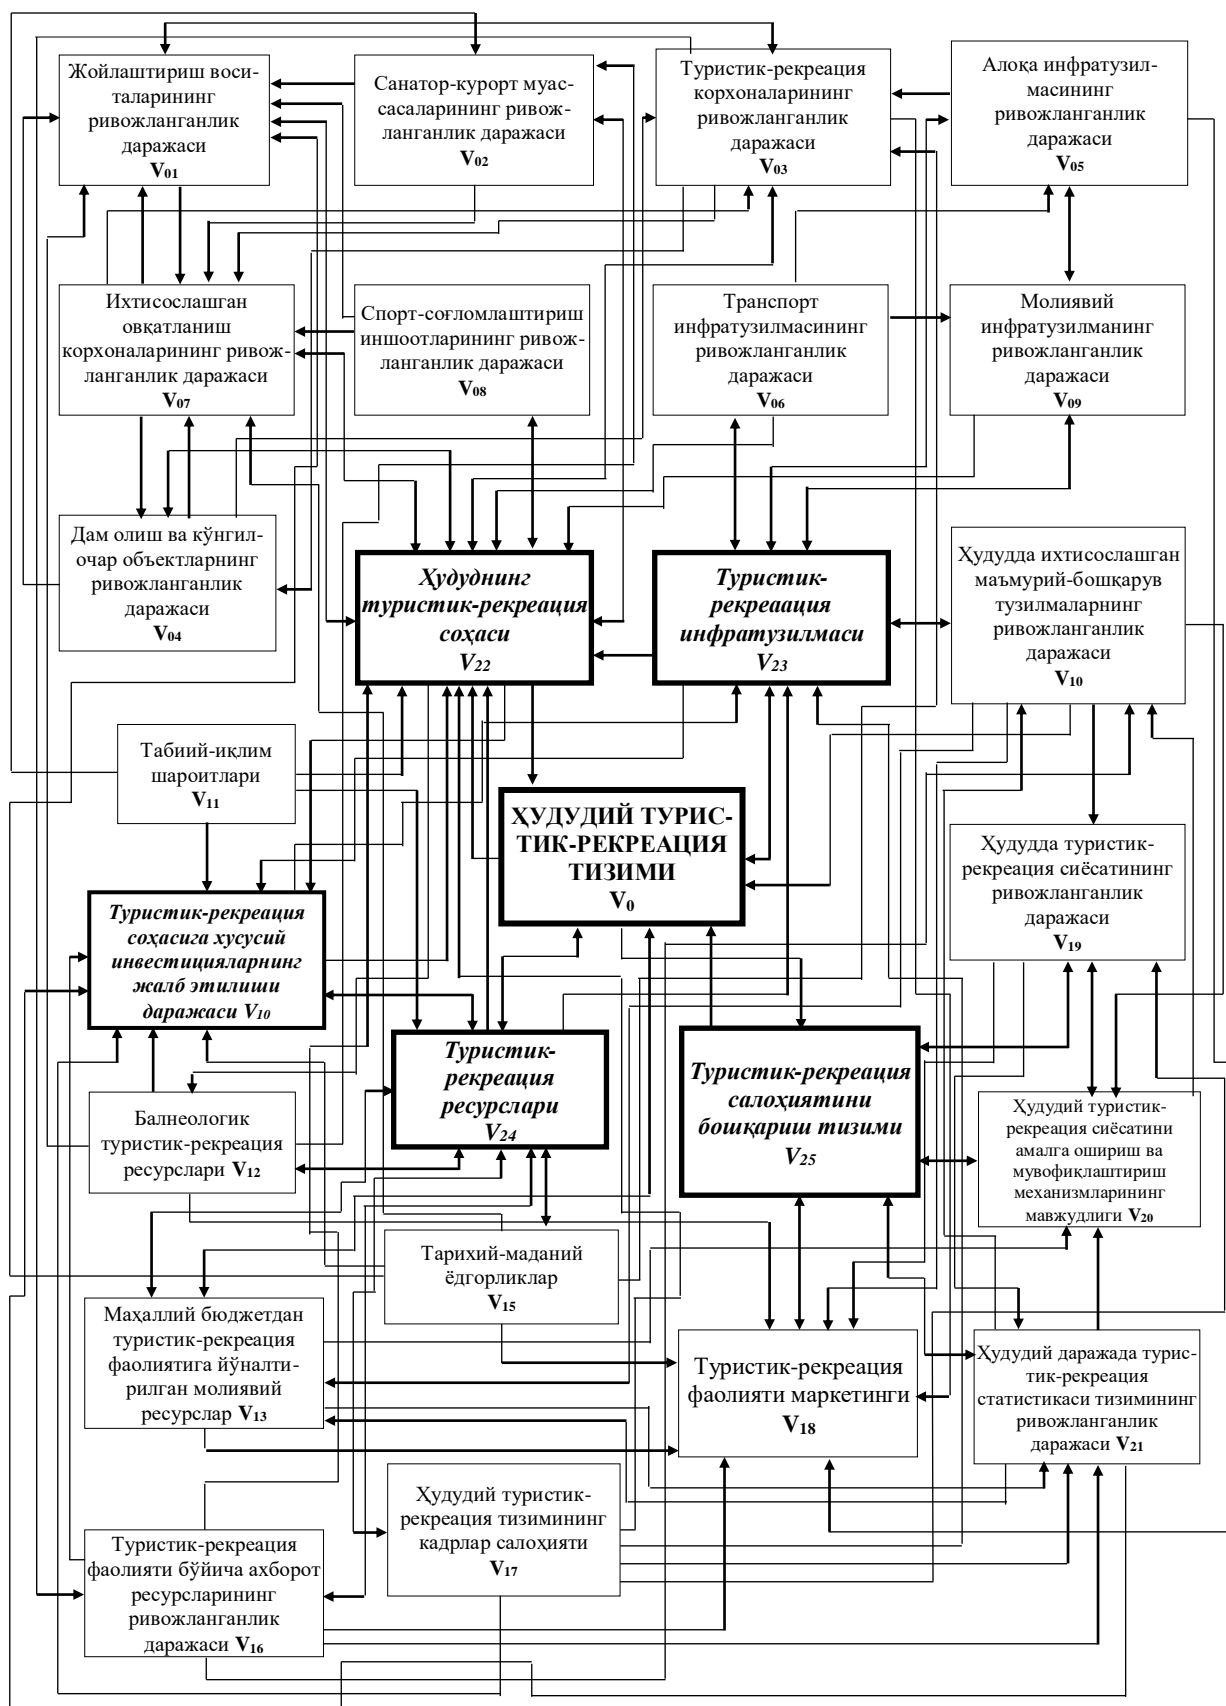 Жойлаштириш воси-
таларининг
ривожланганлик
даражаси
V01
Санатор-курорт муас-
сасаларининг ривож-
ланганлик даражаси
V02
Туристик-рекреация
корхоналарининг
ривожланганлик
даражаси
V03
Алоқа инфратузил-
масининг
ривожланганлик
даражаси
V05
Ихтисослашган
овқатланиш
корхоналарининг ривож-
ланганлик даражаси
V07
Спорт-соғломлаштириш
иншоотларининг ривож-
ланганлик даражаси
V08
Транспорт
инфратузилмасининг
ривожланганлик
даражаси
V06
Молиявий
инфратузилманинг
ривожланганлик
даражаси
V09
Дам олиш ва кўнгил-
очар объектларнинг
ривожланганлик
даражаси
V04
Ҳудуднинг
туристик-рекреация
соҳаси
V22
Туристик-
рекреаация
инфратузилмаси
V23
Ҳудудда ихтисослашган
маъмурий-бошқарув
тузилмаларнинг
ривожланганлик
даражаси
V10
Табиий-иқлим
шароитлари
V11
ҲУДУДИЙ ТУРИС-
ТИК-РЕКРЕАЦИЯ
ТИЗИМИ
V0
Ҳудудда туристик-
рекреация сиёсатининг
ривожланганлик
даражаси
V19
Туристик-рекреация
соҳасига хусусий
инвестицияларнинг
жалб этилиши
даражаси V10
Туристик-
рекреация
ресурслари
V24
Туристик-рекреация
салоҳиятини
бошқариш тизими
V25
Балнеологик
туристик-рекреация
ресурслари V12
Ҳудудий туристик-
рекреация сиёсатини
амалга ошириш ва
мувофиқлаштириш
механизмларининг
мавжудлиги V20
Тарихий-маданий
ёдгорликлар
V15
Маҳаллий бюджетдан
туристик-рекреация
фаолиятига йўналти-
рилган молиявий
ресурслар V13
Туристик-рекреация
фаолияти маркетинги
V18
Ҳудудий даражада турис-
тик-рекреация
статистикаси тизимининг
ривожланганлик
даражаси V21
Ҳудудий туристик-
рекреация тизимининг
кадрлар салоҳияти
V17
Туристик-рекреация
фаолияти бўйича ахборот
ресурсларининг
ривожланганлик
даражаси V16